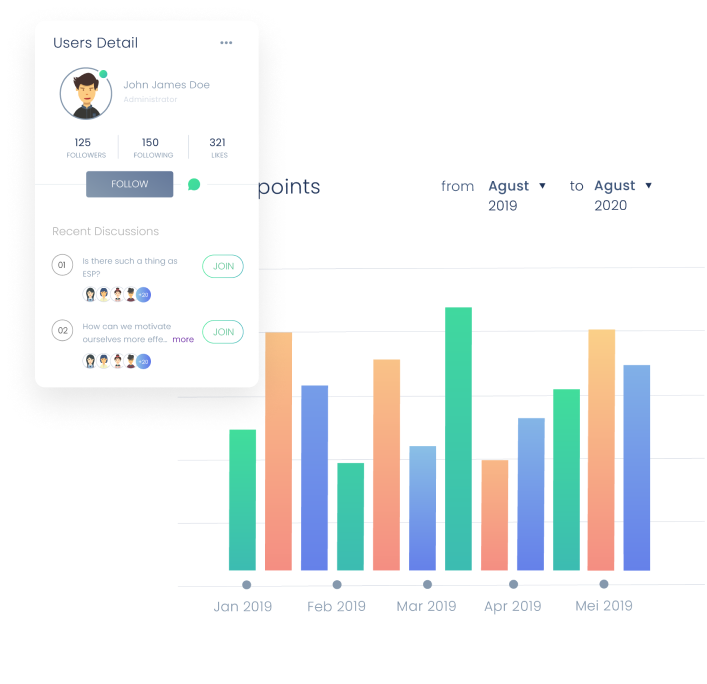 Users Detail
John James Doe
Administrator
125 150 321
FOLLOWERS FOLLOWING LIKES
FOLLOW
points
from Agust ▼ to Agust ▼
2019 2020
Recent Discussions
01 Is there such a thing as JOIN
ESP?
+20
02 How can we motivate JOIN
ourselves more effe.. more
+20
Jan 2019 Feb 2019 Mar 2019 Apr 2019 Mei 2019